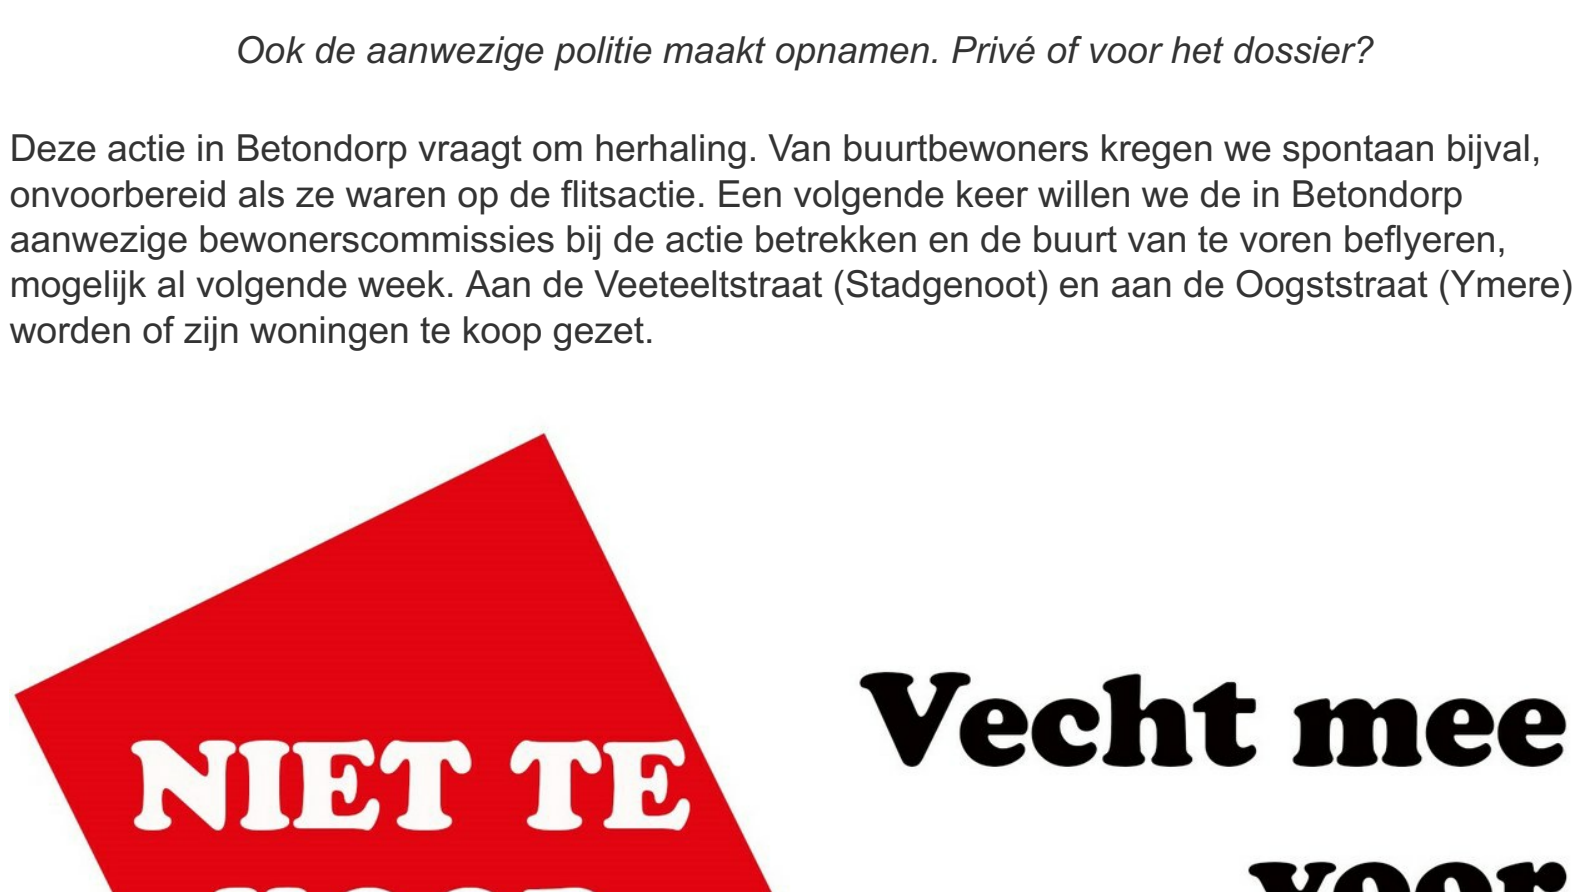 Ook de aanwezige politie maakt opnamen. Privé of voor het dossier?
Deze actie in Betondorp vraagt om herhaling. Van buurtbewoners kregen we spontaan bijval,
onvoorbereid als ze waren op de flitsactie. Een volgende keer willen we de in Betondorp
aanwezige bewonerscommissies bij de actie betrekken en de buurt van te voren beflyeren,
mogelijk al volgende week. Aan de Veeteeltstraat (Stadgenoot) en aan de Oogststraat (Ymere)
worden of zijn woningen te koop gezet.
NIET TE
KOOP
Vecht mee
voor